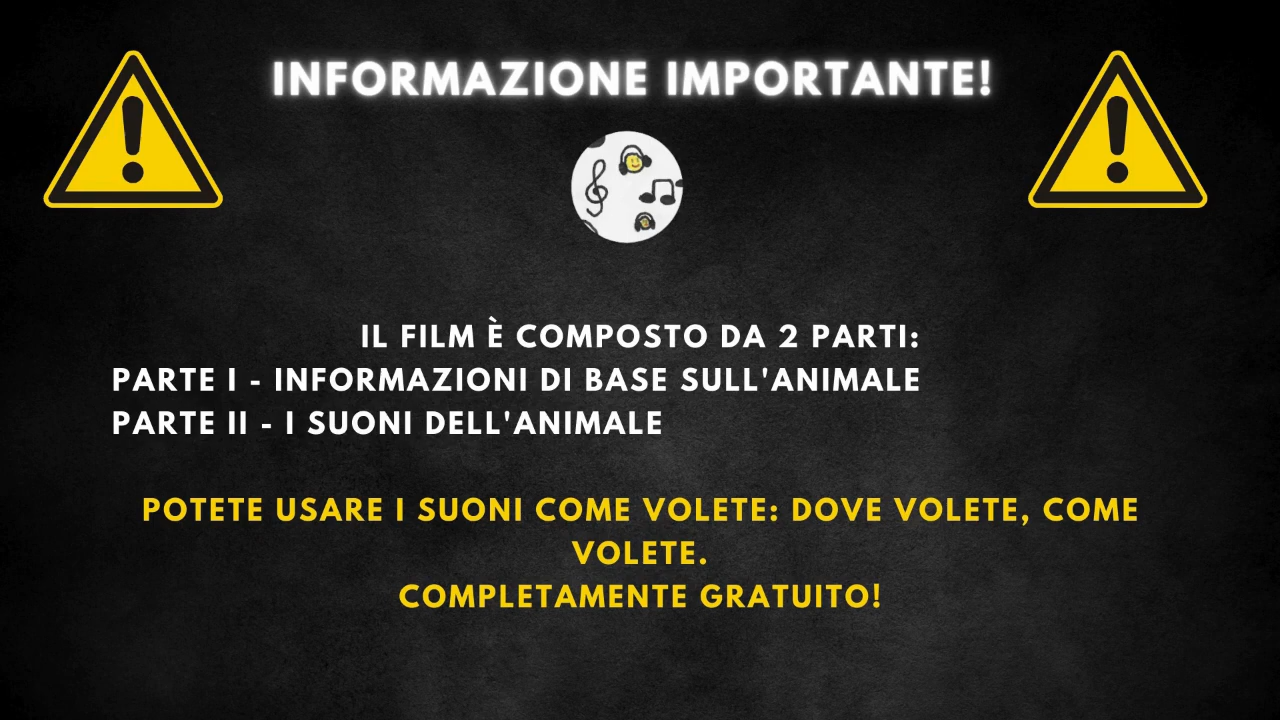 INFORMAZIONE IMPORTANTE!
IL FILM È COMPOSTO DA 2 PARTI:
PARTE I - INFORMAZIONI DI BASE SULL'ANIMALE
PARTE II - I SUONI DELL'ANIMALE
POTETE USARE I SUONI COME VOLETE: DOVE VOLETE, COME
VOLETE.
COMPLETAMENTE GRATUITO!